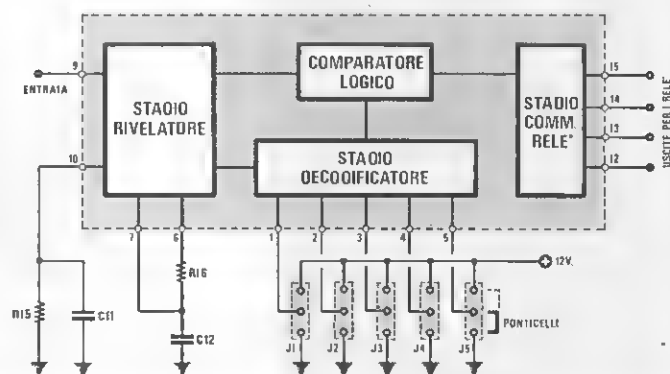 9
ENTRATA
10
STADIO
RIVELATORE
COMPARATORE
LOGICO
STADIO
DECODIFICATORE
STADIO
COMM.
RELE'
15
14
13
12
USCITE PER I RELE
7
6
1
2
3
4
5
R16
12V.
R15
C11
C12
J1
J2
J3
J4
J5
PONTICELLI